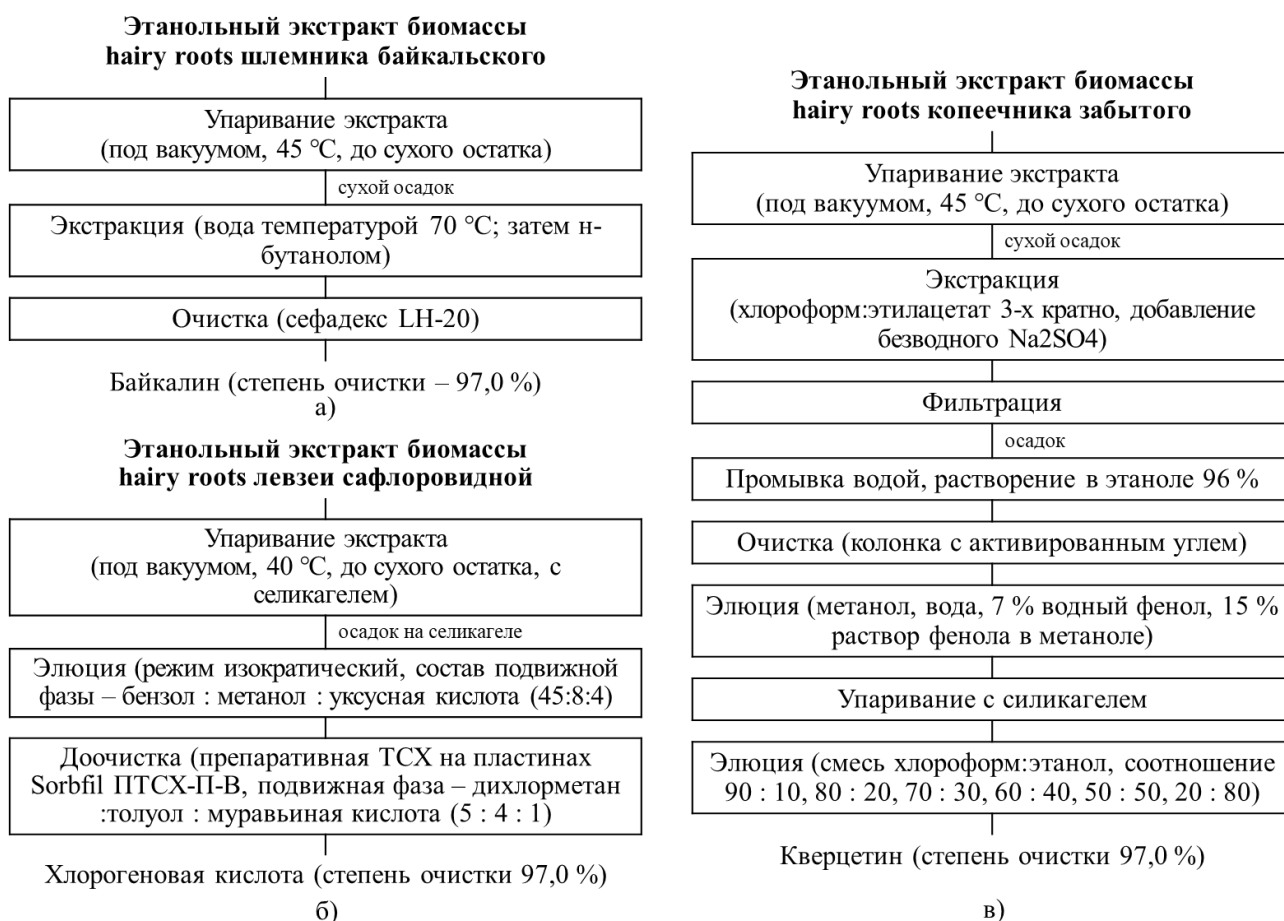 Этанольный экстракт биомассы
hairy roots шлемника байкальского
Упаривание экстракта
(под вакуумом, 45 °С, до сухого остатка)
сухой осадок
Экстракция (вода температурой 70 °С; затем н-
бутанолом)
Очистка (сефадекс LH-20)
Байкалин (степень очистки – 97,0 %)
а)
Этанольный экстракт биомассы
hairy roots левзеи сафлоровидной
Упаривание экстракта
(под вакуумом, 40 °С, до сухого остатка, с
селикагелем)
осадок на селикагеле
Элюция (режим изократический, состав подвижной
фазы – бензол : метанол : уксусная кислота (45:8:4)
Доочистка (препаративная ТСХ на пластинах
Sorbfil ПТСХ-П-В, подвижная фаза – дихлорметан
:толуол : муравьиная кислота (5 : 4 : 1)
Хлорогеновая кислота (степень очистки 97,0 %)
б)
Этанольный экстракт биомассы
hairy roots копеечника забытого
Упаривание экстракта
(под вакуумом, 45 °С, до сухого остатка)
сухой осадок
Экстракция
(хлороформ:этилацетат 3-х кратно, добавление
безводного Na2SO4)
Фильтрация
осадок
Промывка водой, растворение в этаноле 96 %
Очистка (колонка с активированным углем)
Элюция (метанол, вода, 7 % водный фенол, 15 %
раствор фенола в метаноле)
Упаривание с силикагелем
Элюция (смесь хлороформ:этанол, соотношение
90 : 10, 80 : 20, 70 : 30, 60 : 40, 50 : 50, 20 : 80)
Кверцетин (степень очистки 97,0 %)
в)